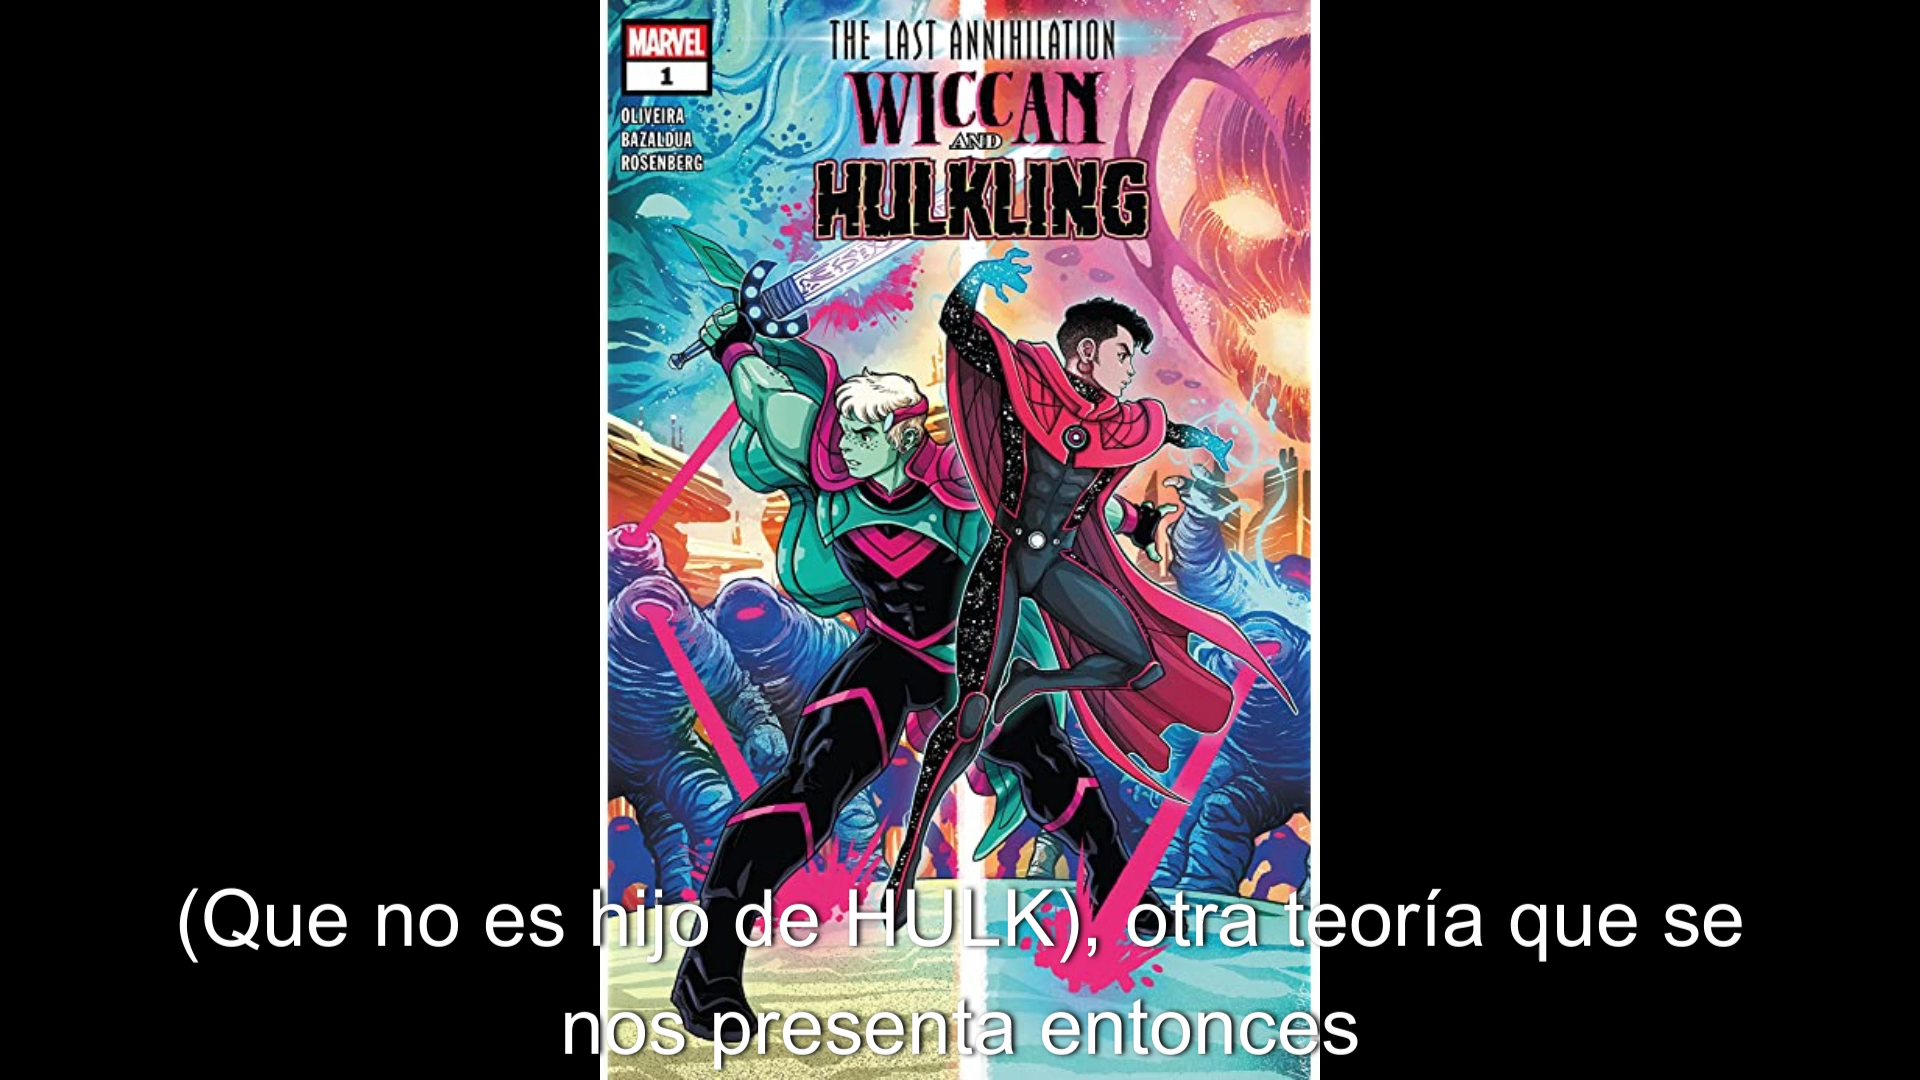 THE LAST ANNIHILATION
MARVEL
1
WICCAN
AND
HULKLING
OLIVEIRA
BAZALDUA
ROSENBERG
(Que no es hijo de HULK), otra teoría que se
nos presenta entonces